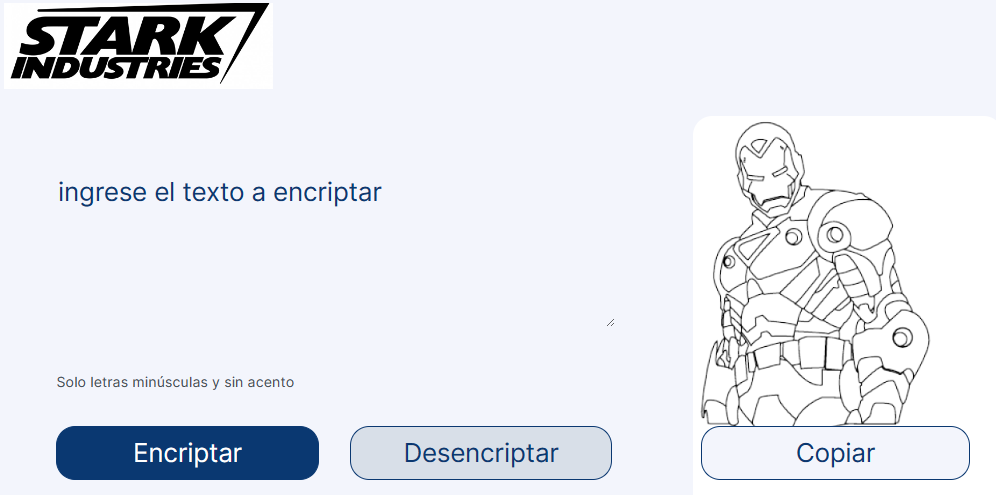 STARK
INDUSTRIES
ingrese el texto a encriptar
Solo letras minúsculas y sin acento
Encriptar
Desencriptar
Copiar